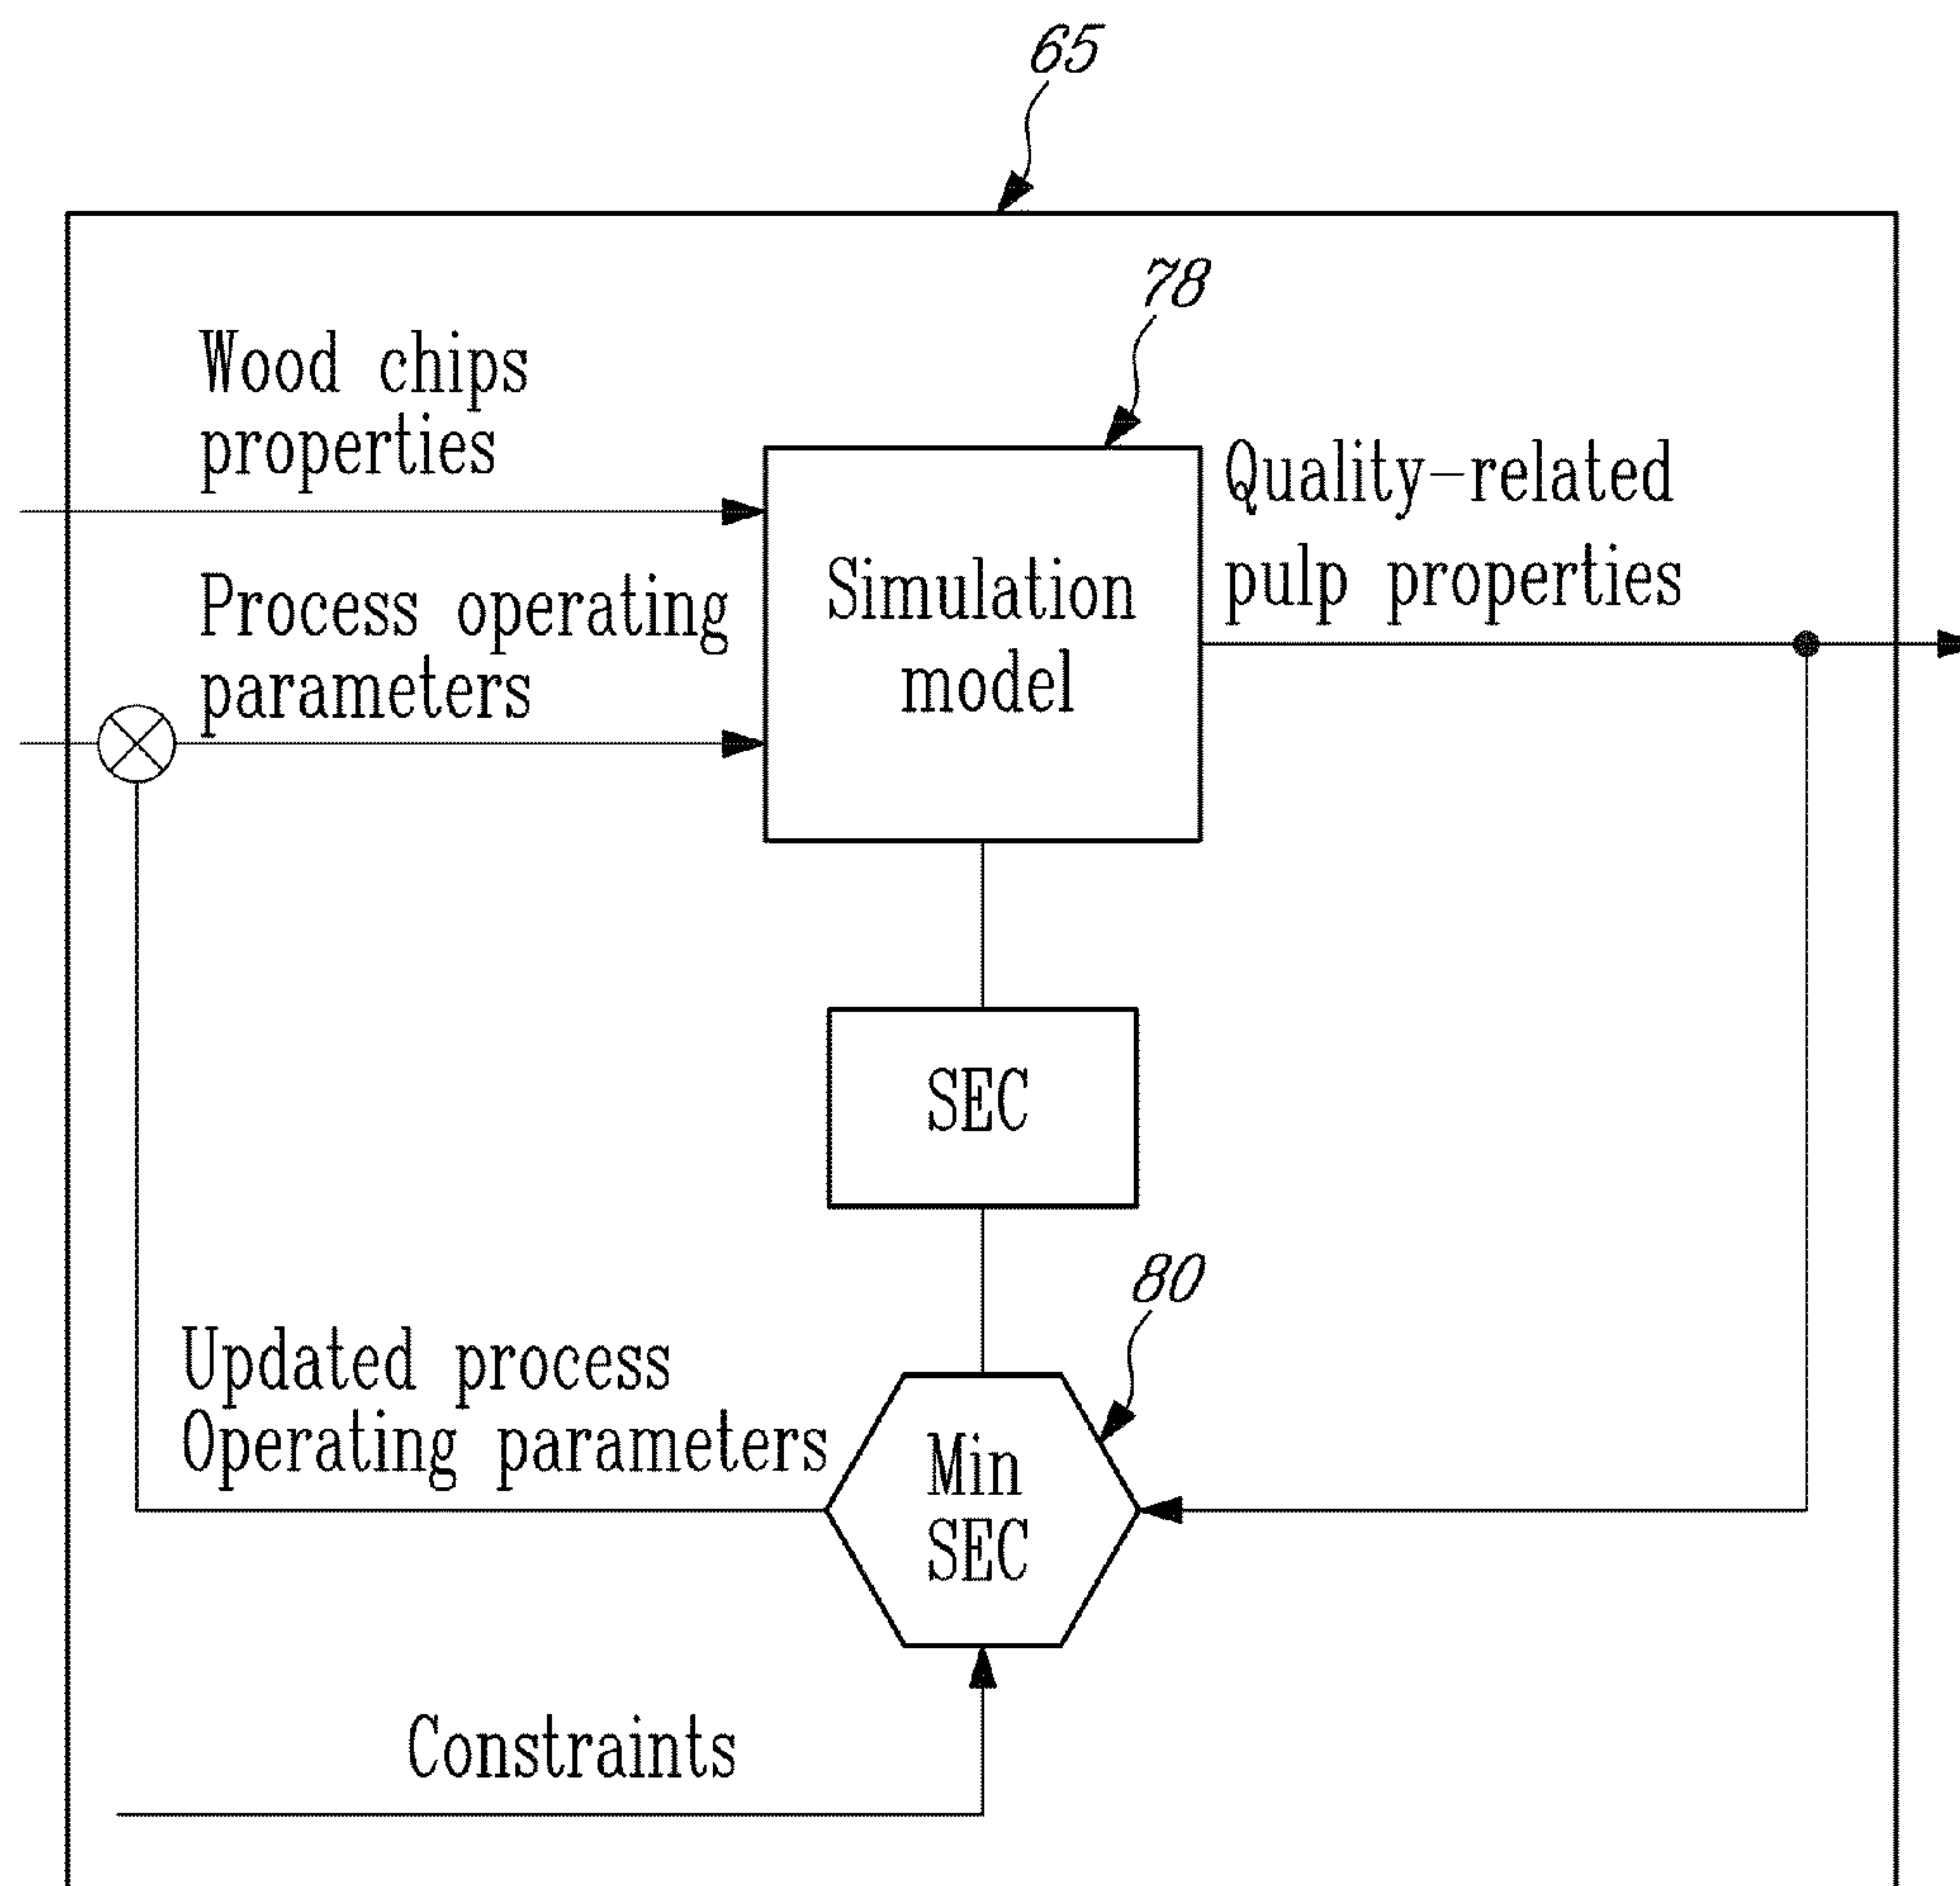 65
78
Wood chips
properties
Quality-related
pulp properties
Process operating
parameters
Simulation
model
SEC
80
Updated process
Operating parameters
Min
SEC
Constraints